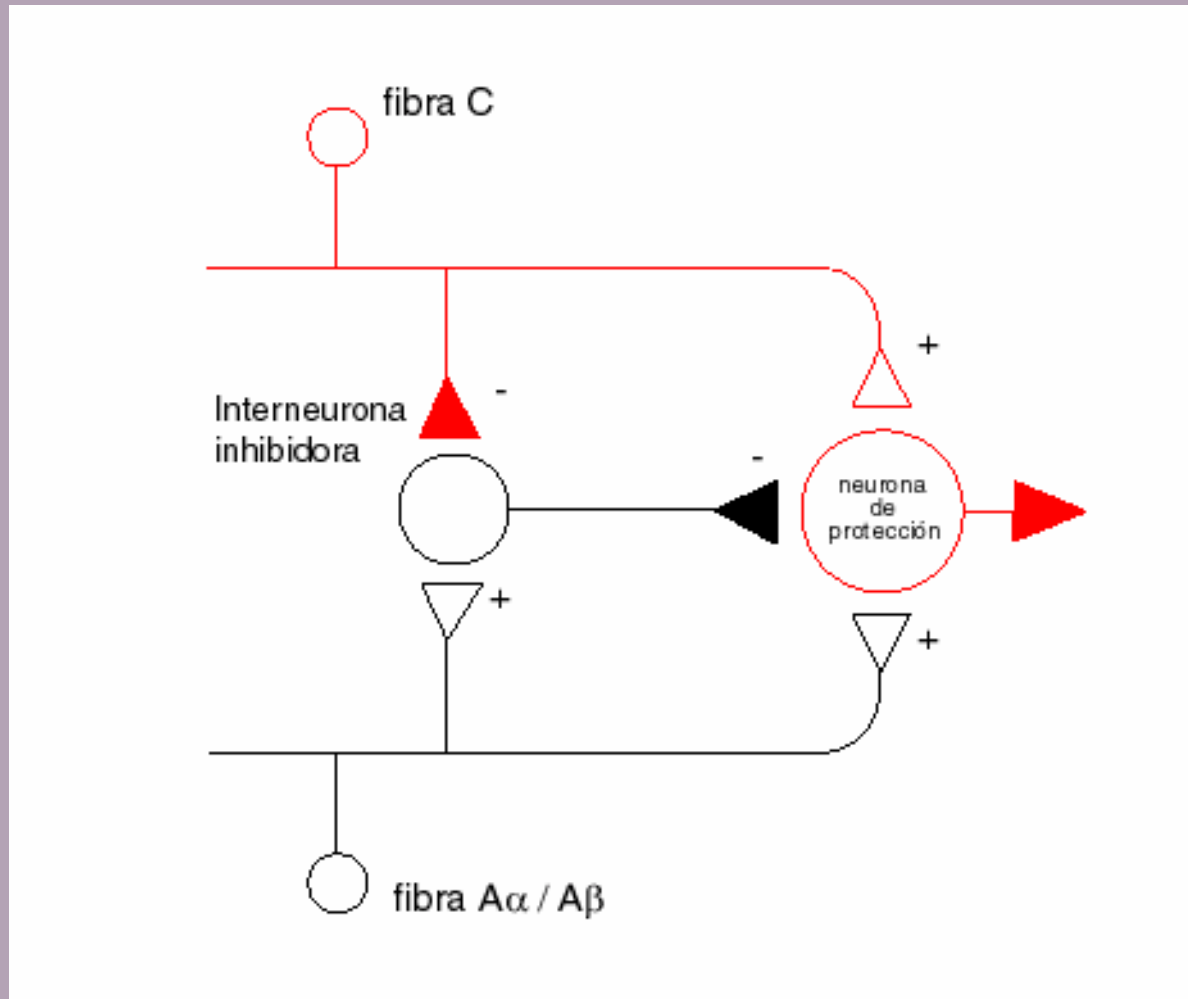 fibra C
+
-
Interneurona
inhibidora
-
neurona
de
protección
+
+
fibra Aα / Aβ